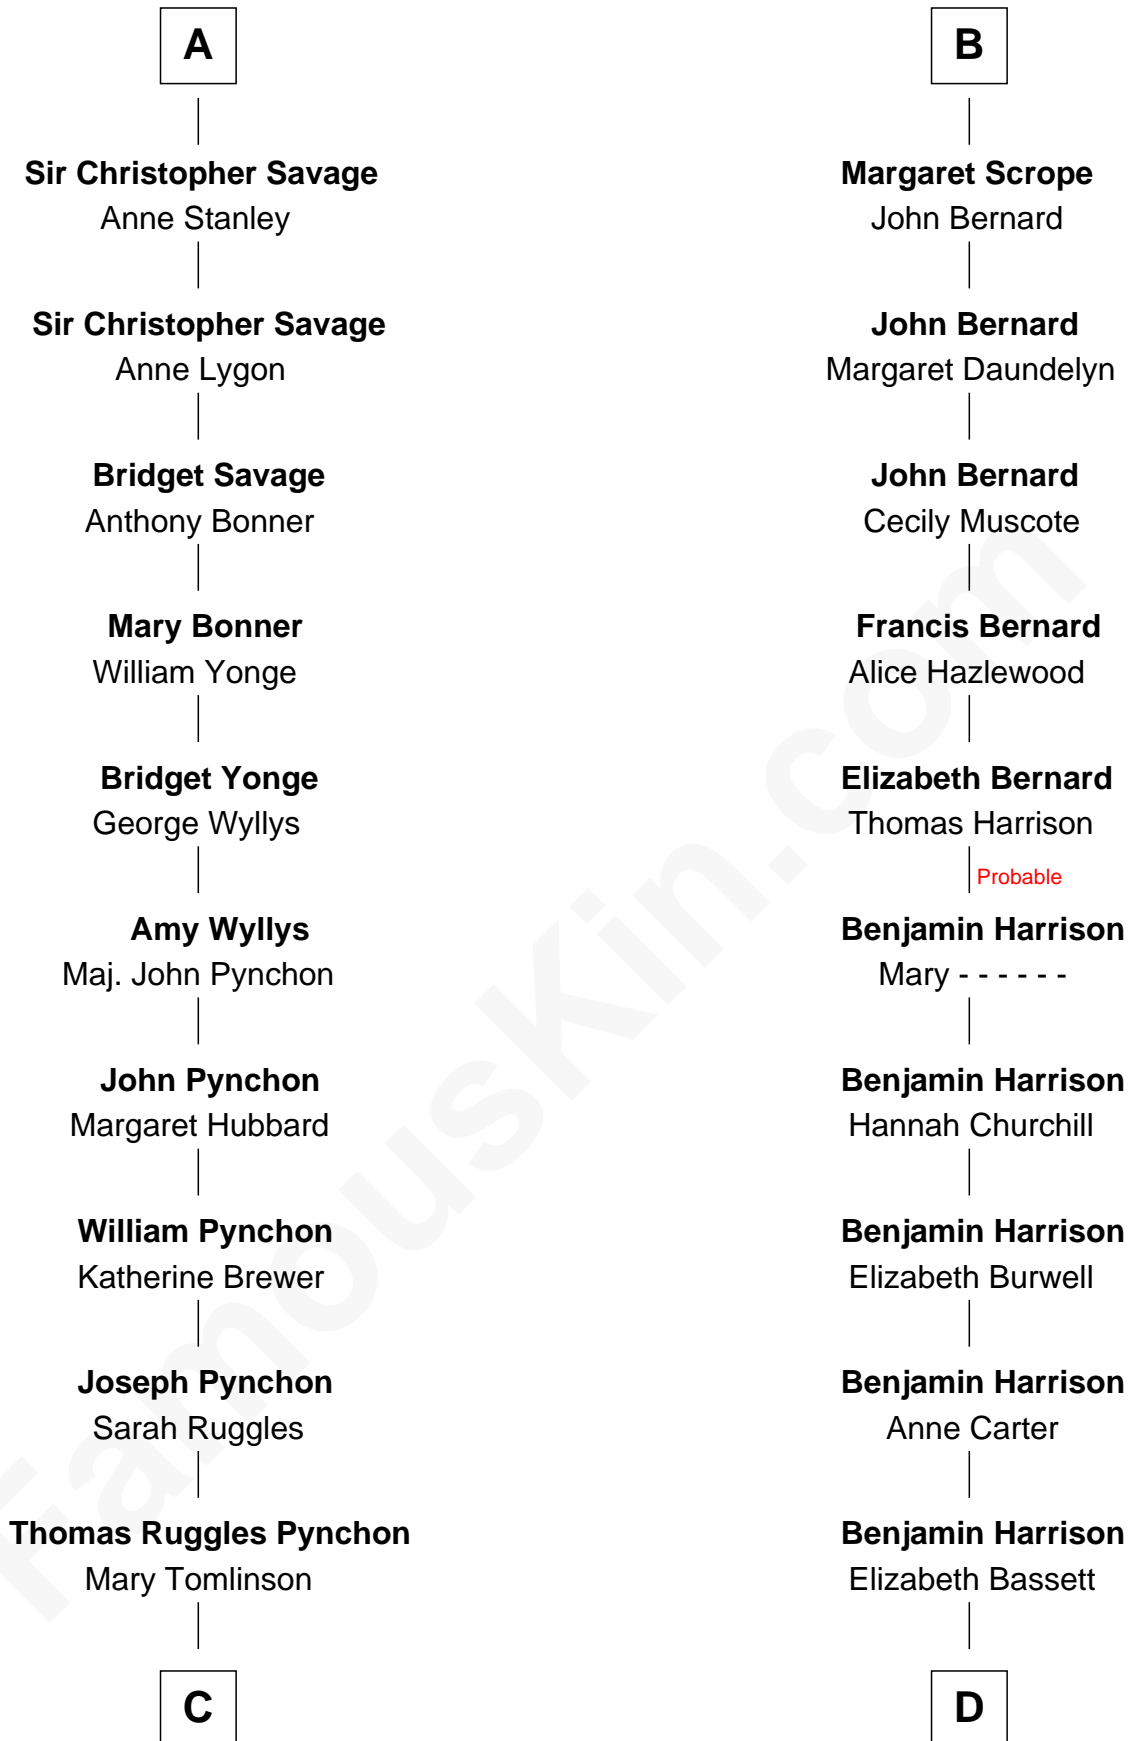 A
Sir Christopher Savage
Anne Stanley
Sir Christopher Savage
Anne Lygon
Bridget Savage
Anthony Bonner
Mary Bonner
William Yonge
Bridget Yonge
George Wyllys
Amy Wyllys
Maj. John Pynchon
John Pynchon
Margaret Hubbard
William Pynchon
Katherine Brewer
Joseph Pynchon
Sarah Ruggles
Thomas Ruggles Pynchon
Mary Tomlinson
C
B
Margaret Scrope
John Bernard
John Bernard
Margaret Daundelyn
John Bernard
Cecily Muscote
Francis Bernard
Alice Hazlewood
Elizabeth Bernard
Thomas Harrison
Probable
Benjamin Harrison
Mary - - - - - -
Benjamin Harrison
Hannah Churchill
Benjamin Harrison
Elizabeth Burwell
Benjamin Harrison
Anne Carter
Benjamin Harrison
Elizabeth Bassett
D
FamousKin.com